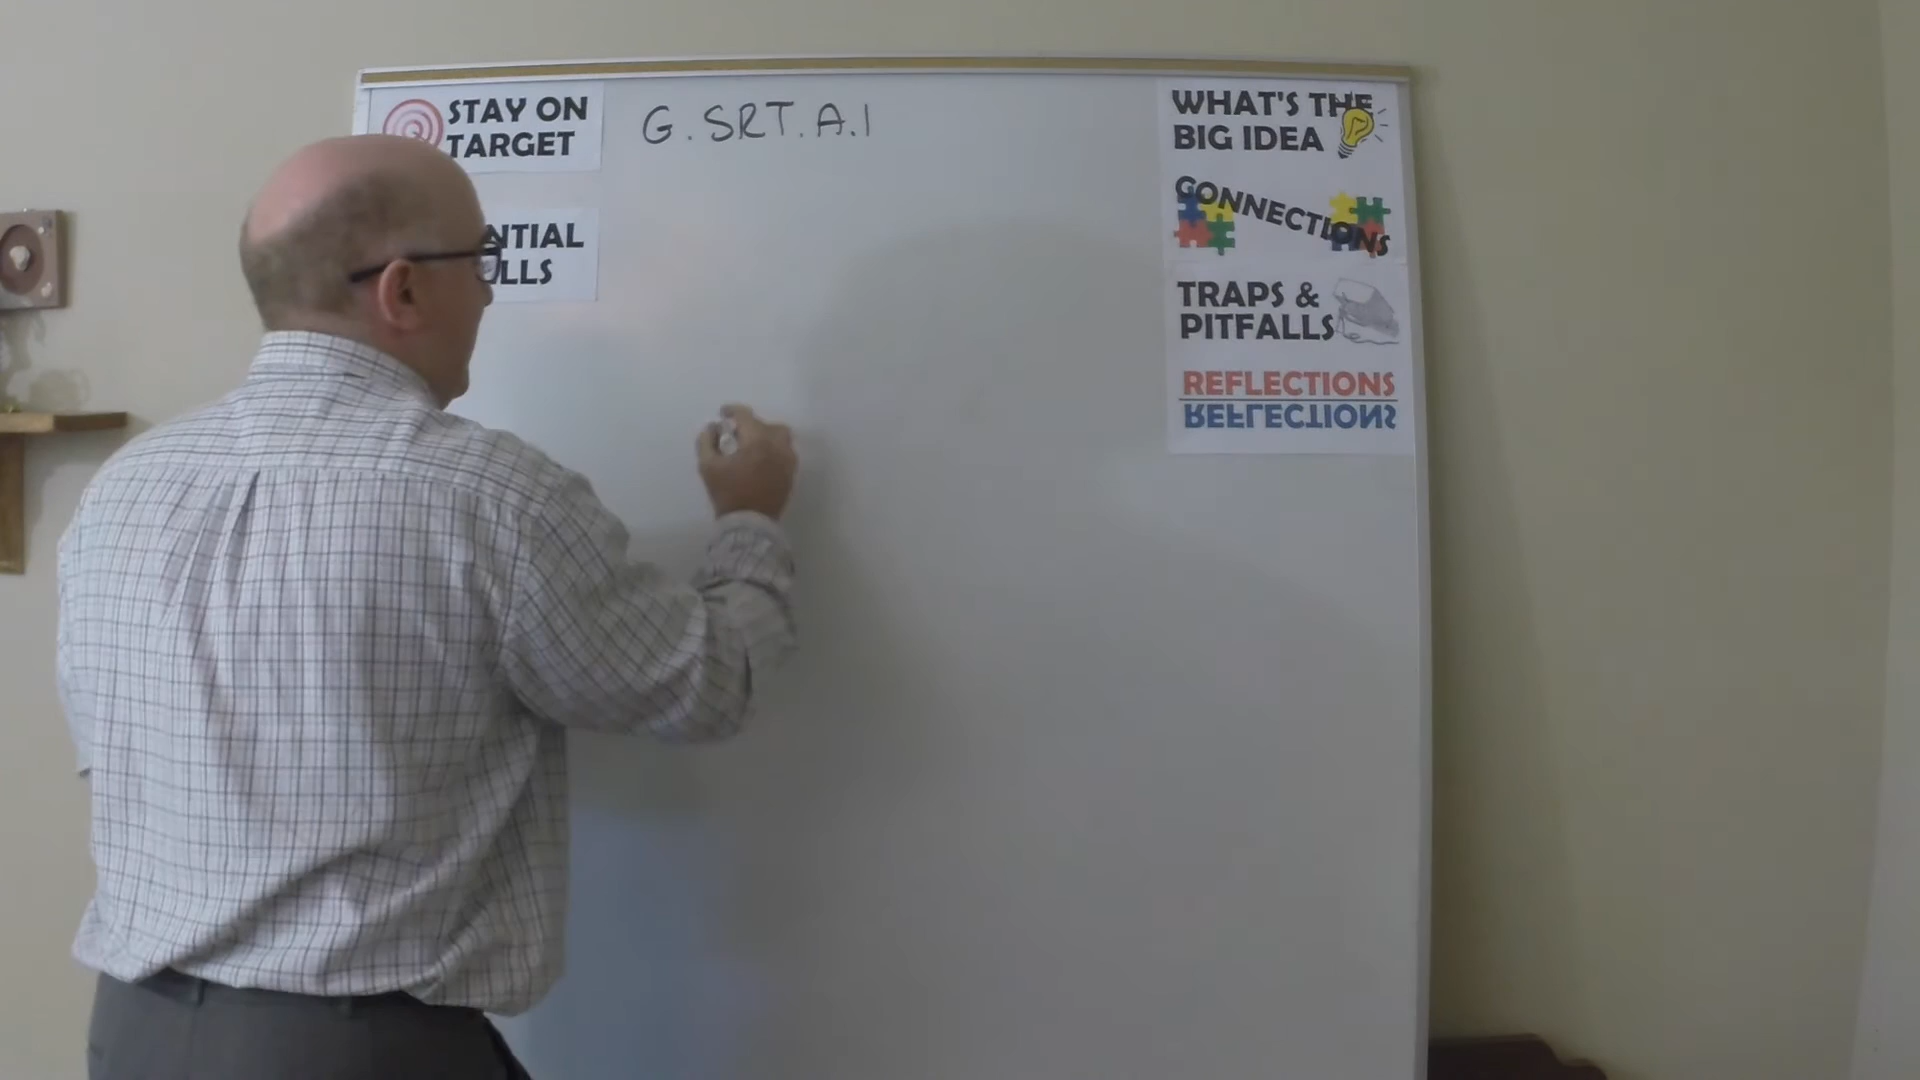 STAY ON
TARGET
NTIAL
LLS
G.SRT.A.1
WHAT'S THE
BIG IDEA
CONNECTIONS
TRAPS &
PITFALLS
REFLECTIONS
REFLECTIONS